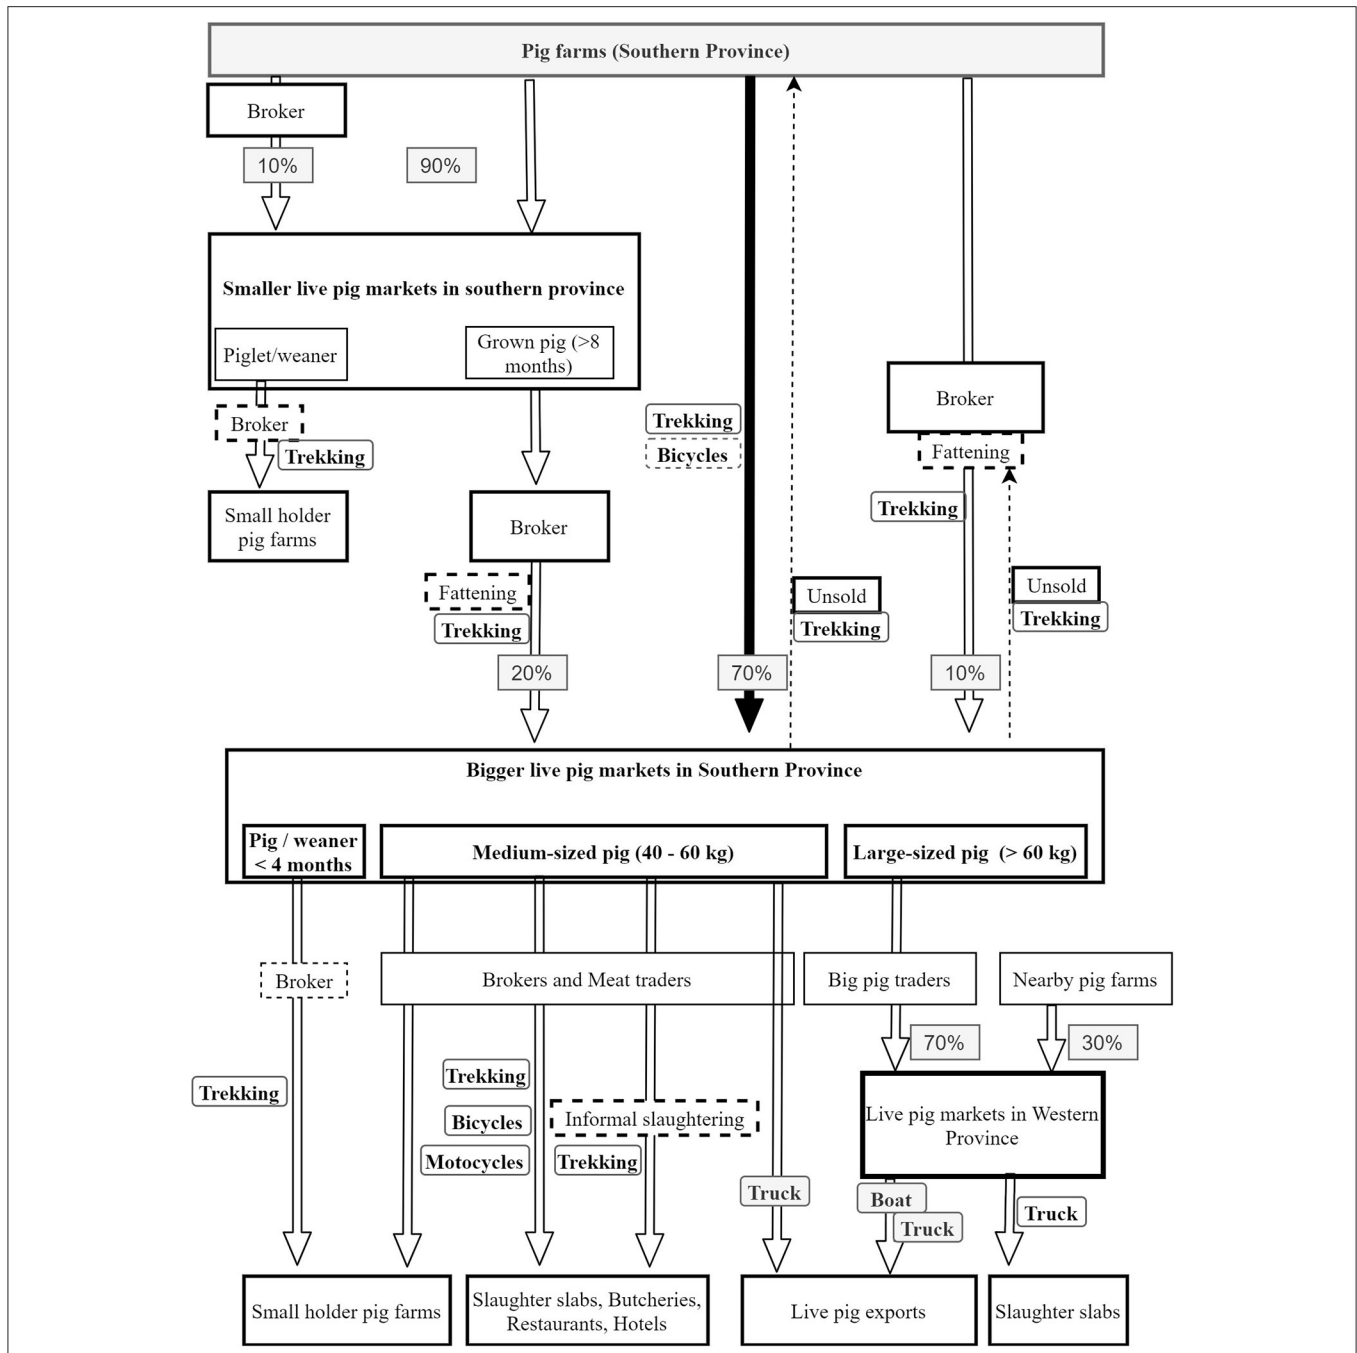 Pig farms (Southern Province)
Broker
10%
90%
Smaller live pig markets in southern province
Piglet/weaner
Grown pig (>8
months)
Broker
Trekking
Small holder
pig farms
Broker
Fattening
Trekking
20%
Trekking
Bicycles
70%
Unsold
Trekking
Broker
Fattening
Trekking
10%
Unsold
Trekking
Bigger live pig markets in Southern Province
Pig / weaner
< 4 months
Medium-sized pig (40 - 60 kg)
Large-sized pig (> 60 kg)
Broker
Brokers and Meat traders
Big pig traders
Nearby pig farms
70%
30%
Trekking
Trekking
Bicycles
Motocycles
Informal slaughtering
Trekking
Truck
Live pig markets in Western
Province
Boat
Truck
Truck
Small holder pig farms
Slaughter slabs, Butcheries,
Restaurants, Hotels
Live pig exports
Slaughter slabs